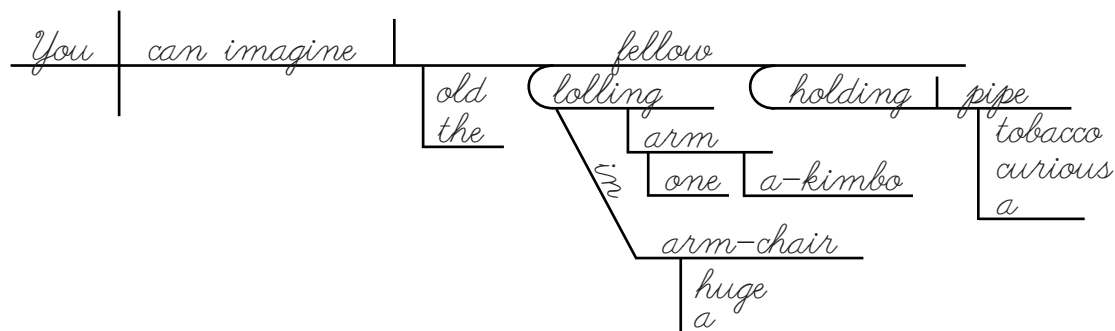 You can imagine fellow
old lolling holding pipe
the arm tobacco
in one a-kimbo curious
a
arm-chair
huge
a